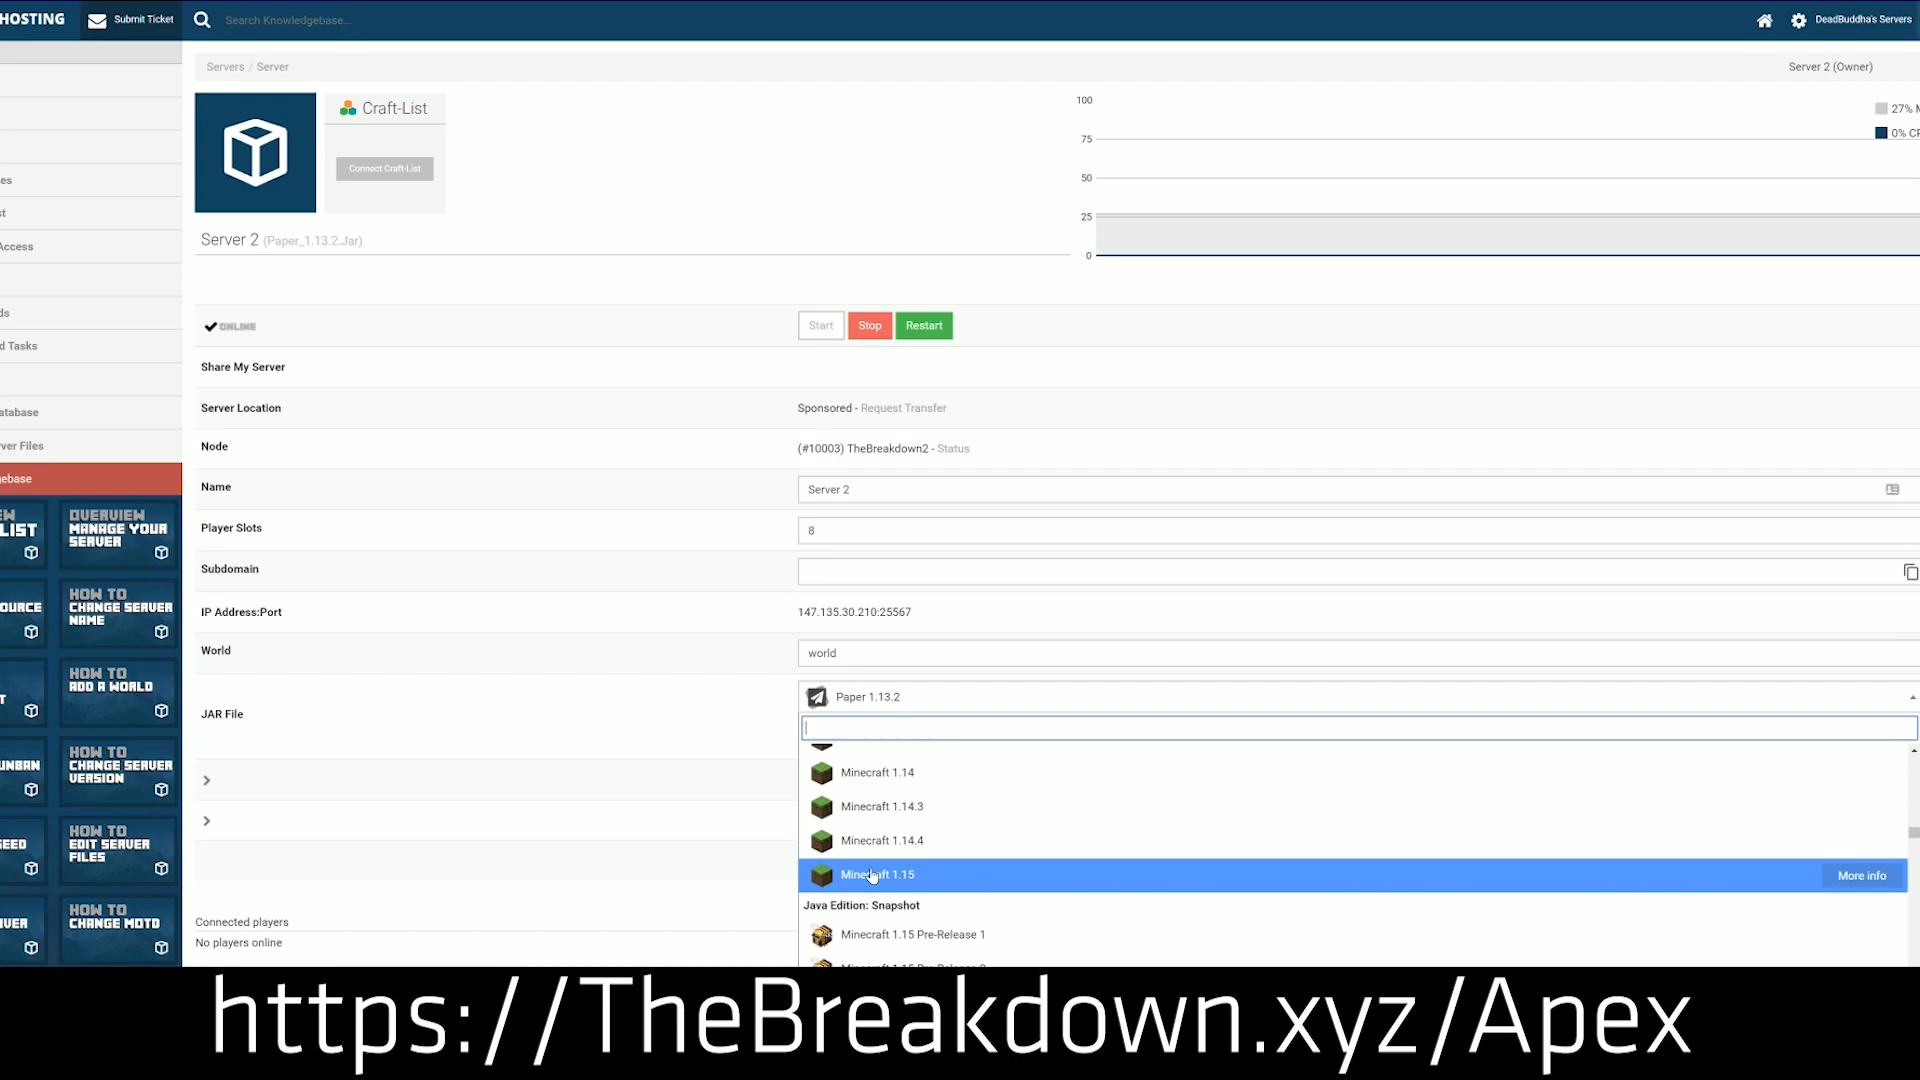 HOSTING
Submit Ticket
Search Knowledgebase...
DeadBuddha's Servers
Servers / Server
Server 2 (Owner)
Craft-List
Connect Craft-List
Server 2 (Paper_1.13.2.Jar)
100
75
50
25
0
27% M
0% CP
es
st
Access
ds
d Tasks
atabase
ver Files
gebase
ONLINE
Start
Stop
Restart
Share My Server
Server Location
Sponsored - Request Transfer
Node
(#10003) TheBreakdown2 - Status
Name
Server 2
Player Slots
8
Subdomain
IP Address:Port
147.135.30.210:25567
World
world
JAR File
Paper 1.13.2
Minecraft 1.14
Minecraft 1.14.3
Minecraft 1.14.4
Minecraft 1.15
More info
Java Edition: Snapshot
Minecraft 1.15 Pre-Release 1
Connected players
No players online
EW
LIST
OVERVIEW
MANAGE YOUR
SERVER
OURCE
HOW TO
CHANGE SERVER
NAME
T
HOW TO
ADD A WORLD
UNBAN
HOW TO
CHANGE SERVER
VERSION
SEED
HOW TO
EDIT SERVER
FILES
VER
HOW TO
CHANGE MOTD
https://TheBreakdown.xyz/Apex